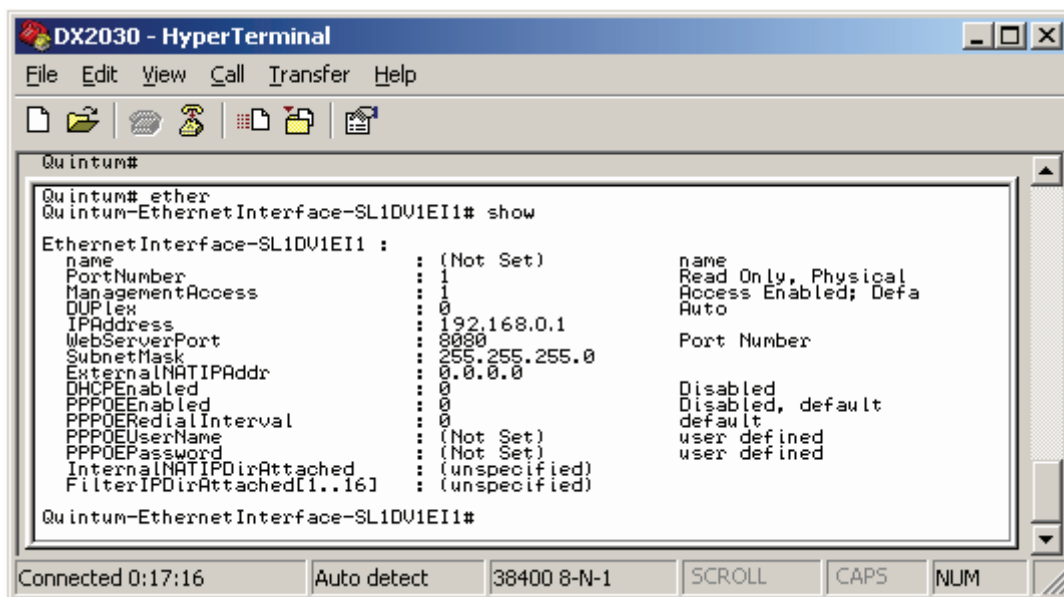 DX2030 - HyperTerminal
File Edit View Call Transfer Help
Quintum#
Quintum# ether
Quintum-EthernetInterface-SL1DV1EI1# show
EthernetInterface-SL1DV1EI1 :
name : (Not Set) name
PortNumber : 1 Read Only, Physical
ManagementAccess : 1 Access Enabled; Defa
DUPlex : 0 Auto
IPAddress : 192.168.0.1
WebServerPort : 8080 Port Number
SubnetMask : 255.255.255.0
ExternalNATIPAddr : 0.0.0.0
DHCPEnabled : 0 Disabled
PPPOEEnabled : 0 Disabled, default
PPPOERedialInterval : 0 default
PPPOEUserName : (Not Set) user defined
PPPOEPassword : (Not Set) user defined
InternalNATIPDirAttached : (unspecified)
FilterIPDirAttached[1..16] : (unspecified)
Quintum-EthernetInterface-SL1DV1EI1#
Connected 0:17:16 Auto detect 38400 8-N-1 SCROLL CAPS NUM